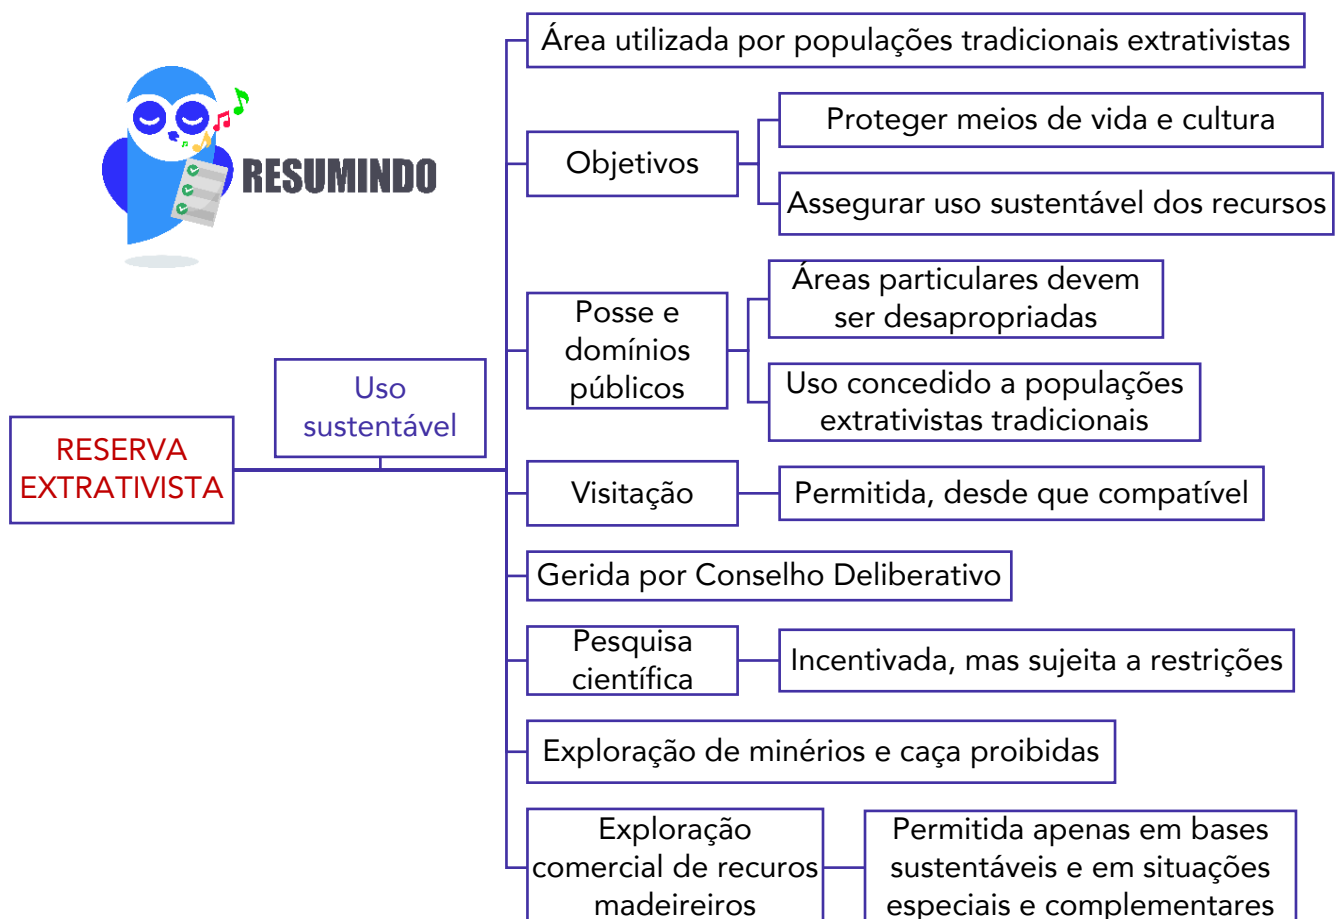 RESUMINDO
RESERVA
EXTRATIVISTA
Uso
sustentável
Área utilizada por populações tradicionais extrativistas
Objetivos
Proteger meios de vida e cultura
Assegurar uso sustentável dos recursos
Posse e
domínios
públicos
Áreas particulares devem
ser desapropriadas
Uso concedido a populações
extrativistas tradicionais
Visitação
Permitida, desde que compatível
Gerida por Conselho Deliberativo
Pesquisa
científica
Incentivada, mas sujeita a restrições
Exploração de minérios e caça proibidas
Exploração
comercial de recuros
madeireiros
Permitida apenas em bases
sustentáveis e em situações
especiais e complementares